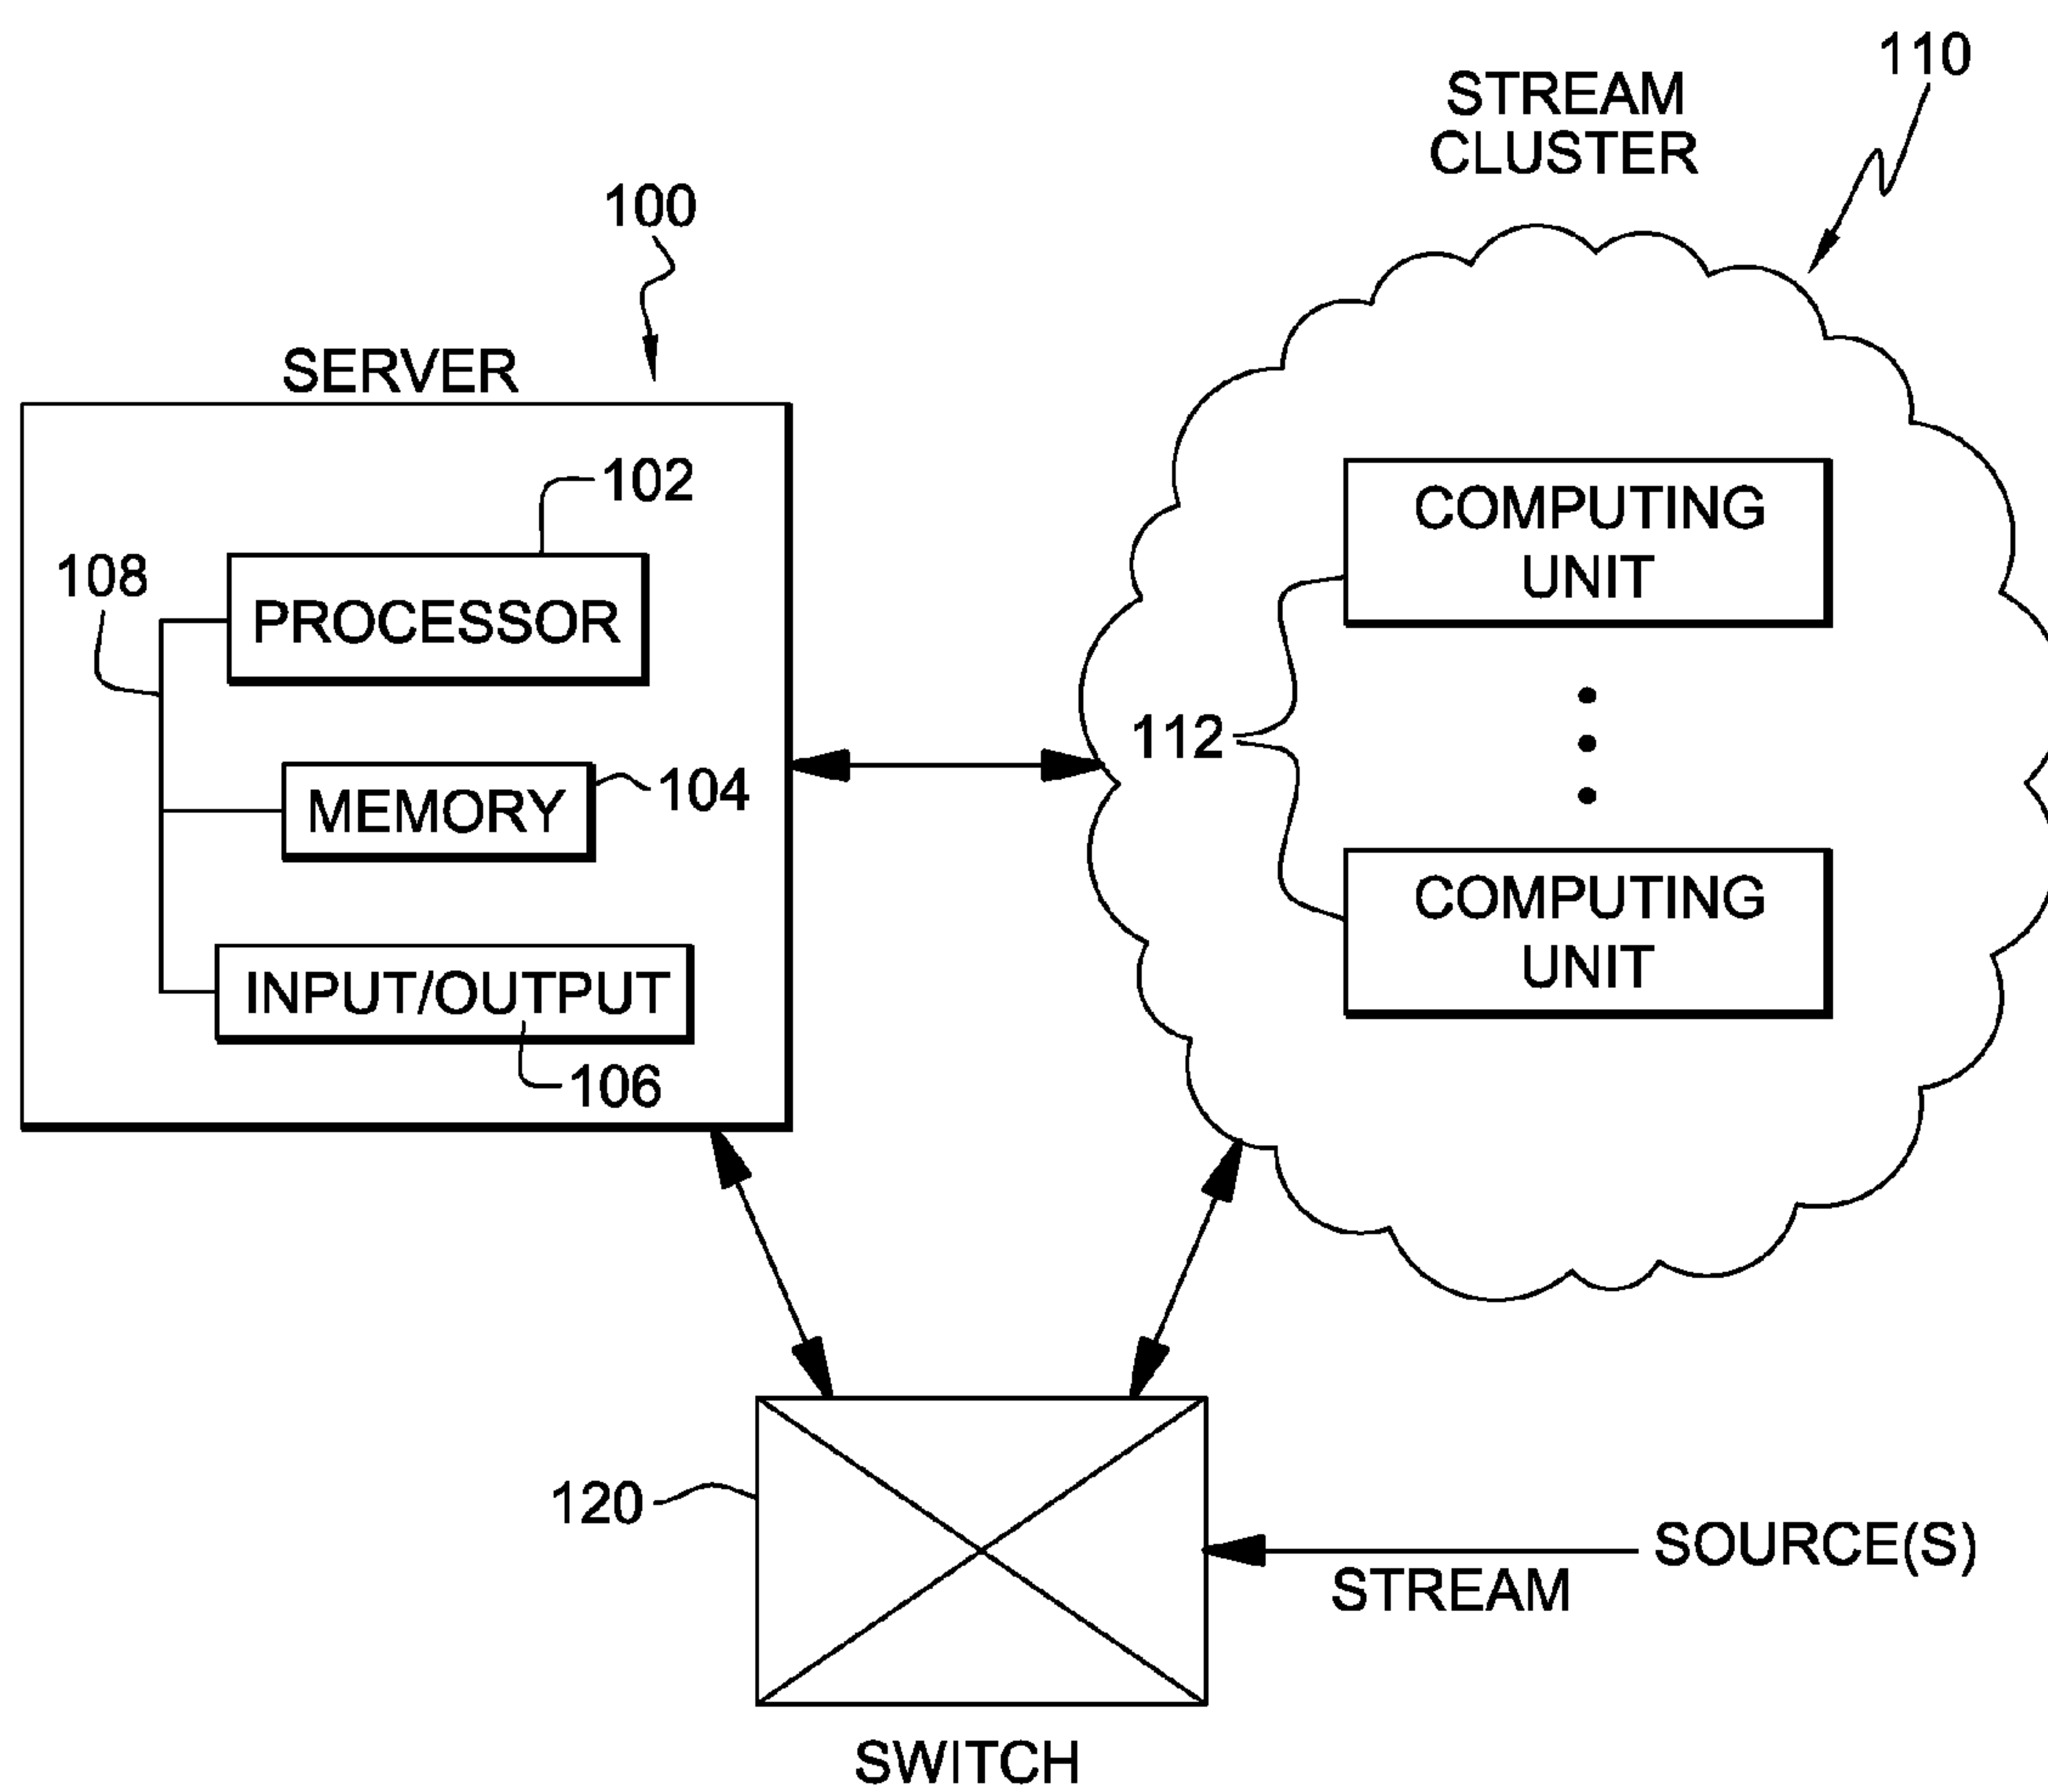 110
STREAM
CLUSTER
100
SERVER
102
108
PROCESSOR
COMPUTING
UNIT
112
104
MEMORY
COMPUTING
UNIT
INPUT/OUTPUT
106
120
SOURCE(S)
STREAM
SWITCH